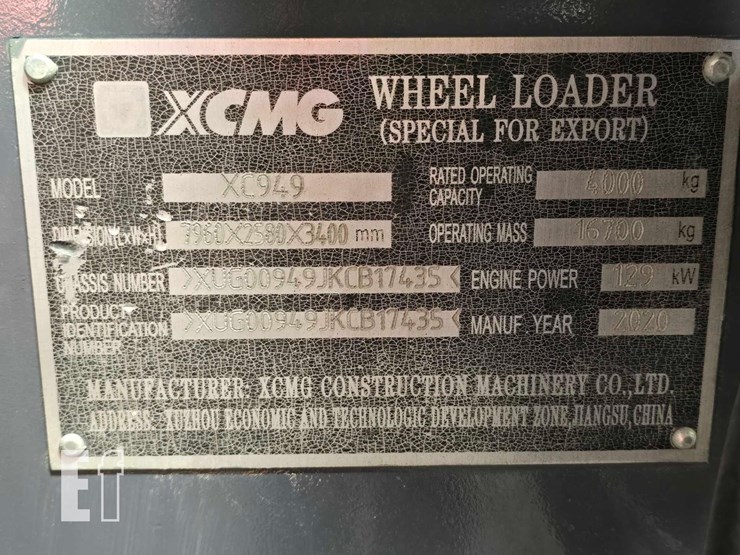 XCMG WHEEL LOADER
(SPECIAL FOR EXPORT)
MODEL XC949
RATED OPERATING CAPACITY 4000 kg
DIMENSION(LxWxH) 7960X2580X3400 mm
OPERATING MASS 16700 kg
CHASSIS NUMBER >XUG00949JKCB17435<
ENGINE POWER 129 kW
PRODUCT IDENTIFICATION NUMBER >XUG00949JKCB17435<
MANUF YEAR 2020
MANUFACTURER: XCMG CONSTRUCTION MACHINERY CO.,LTD.
ADDRESS: XUZHOU ECONOMIC AND TECHNOLOGIC DEVELOPMENT ZONE,JIANGSU,CHINA
E1